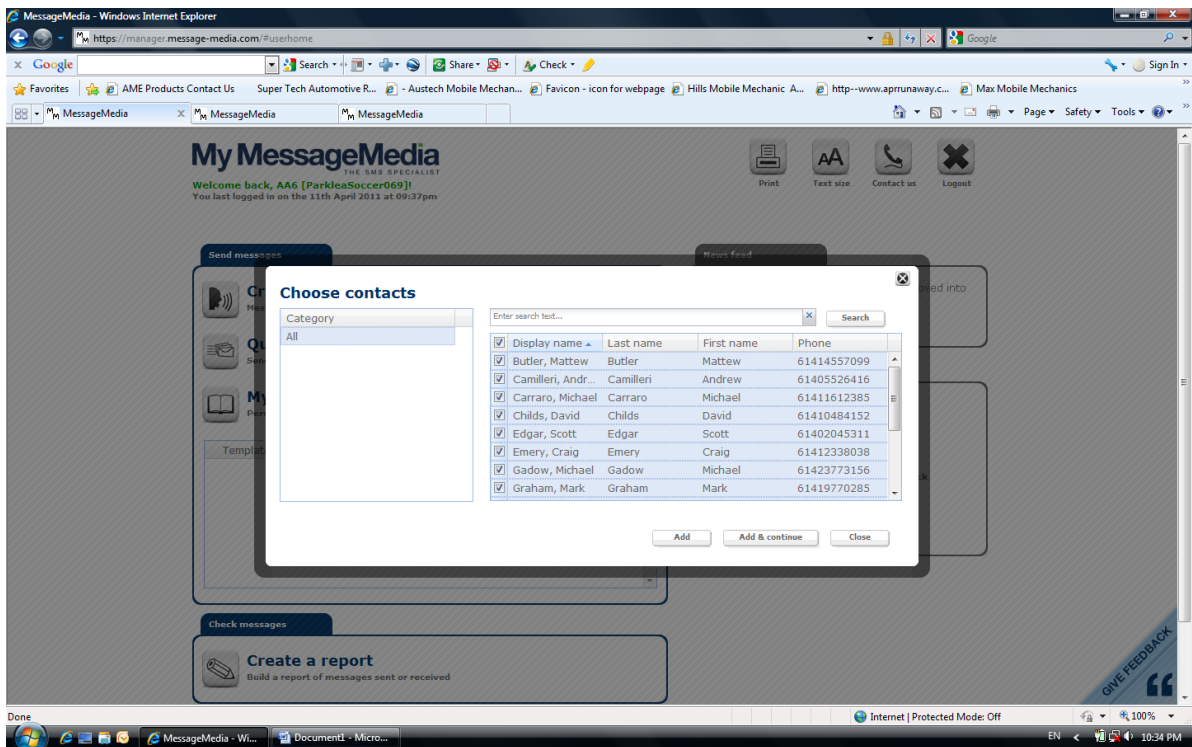 MessageMedia - Windows Internet Explorer
https://manager.message-media.com/#userhome
Google
x Google Search Share Check Sign In
Favorites AME Products Contact Us Super Tech Automotive R... - Austech Mobile Mechan... Favicon - icon for webpage Hills Mobile Mechanic A... http--www.aprrunaway.c... Max Mobile Mechanics
MessageMedia x MessageMedia MessageMedia Page Safety Tools
My MessageMedia
THE SMS SPECIALIST
Welcome back, AA6 [ParkleaSoccer069]!
You last logged in on the 11th April 2011 at 09:37pm
Print Text size Contact us Logout
Send messages News feed
Choose contacts
Category
All
Enter search text... Search
Display name Last name First name Phone
Butler, Mattew Butler Mattew 61414557099
Camilleri, Andr... Camilleri Andrew 61405526416
Carraro, Michael Carraro Michael 61411612385
Childs, David Childs David 61410484152
Edgar, Scott Edgar Scott 61402045311
Emery, Craig Emery Craig 61412338038
Gadow, Michael Gadow Michael 61423773156
Graham, Mark Graham Mark 61419770285
Add Add & continue Close
Check messages
Create a report
Build a report of messages sent or received
GIVE FEEDBACK
Done Internet | Protected Mode: Off 100%
MessageMedia - Wi... Document1 - Micro... EN 10:34 PM